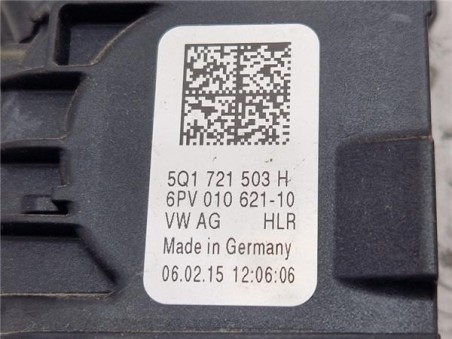 5Q1 721 503 H
6PV 010 621-10
VW AG HLR
Made in Germany
06.02.15 12:06:06